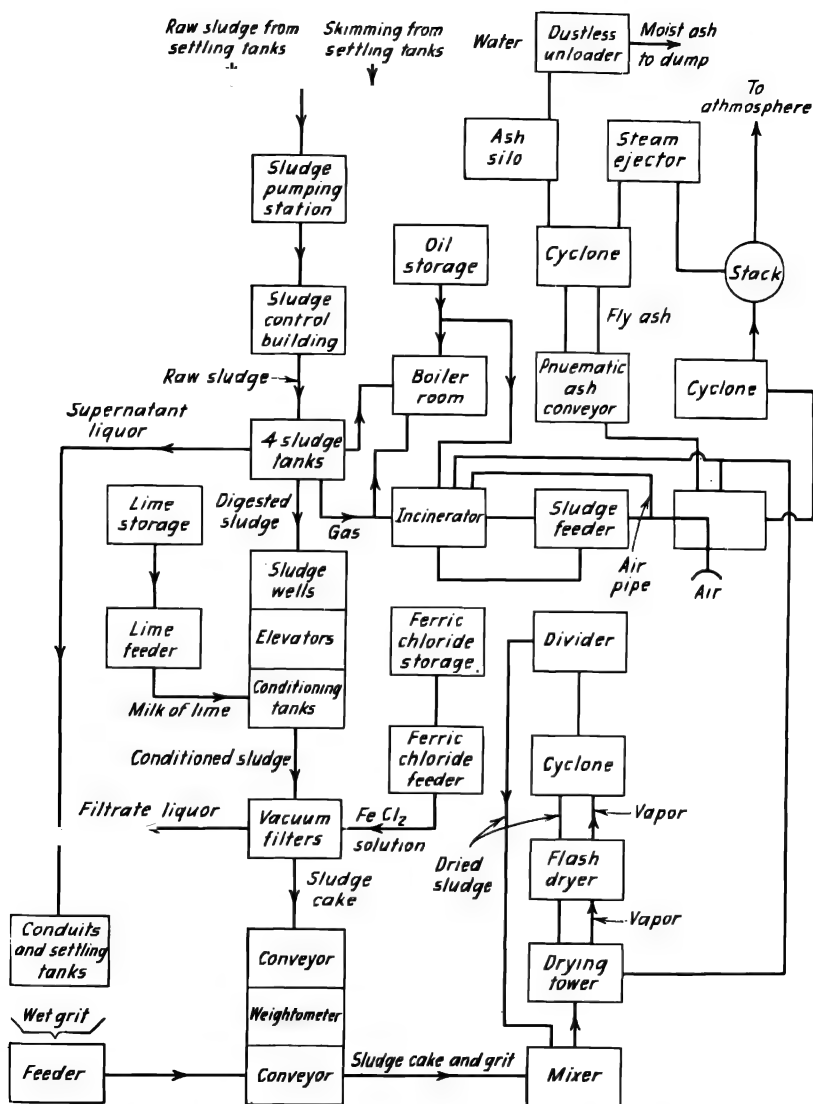 Raw sludge from
settling tanks
Skimming from
settling tanks
Water
Dustless
unloader
Moist ash
to dump
To
athmosphere
Ash
silo
Steam
ejector
Sludge
pumping
station
Oil
storage
Cyclone
Stack
Sludge
control
building
Fly ash
Raw sludge
Boiler
room
Pnuematic
ash
conveyor
Cyclone
Supernatant
liquor
4 sludge
tanks
Lime
storage
Digested
sludge
Gas
Incinerator
Sludge
feeder
Air
pipe
Air
Sludge
wells
Lime
feeder
Elevators
Ferric
chloride
storage
Divider
Milk of lime
Conditioning
tanks
Conditioned sludge
Ferric
chloride
feeder
Cyclone
Filtrate liquor
Vacuum
filters
Fe Cl2
solution
Vapor
Dried
sludge
Flash
dryer
Sludge
cake
Vapor
Conduits
and settling
tanks
Conveyor
Drying
tower
Wet grit
Weightometer
Feeder
Conveyor
Sludge cake and grit
Mixer